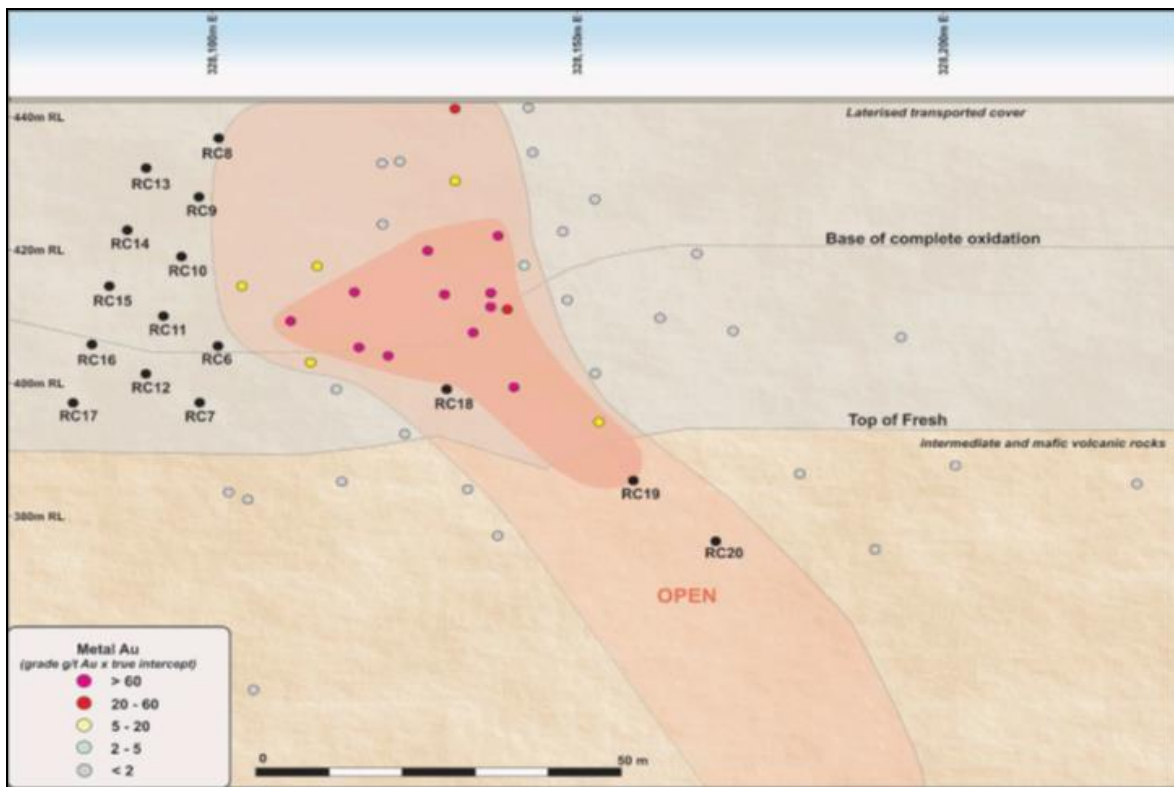 328,100m E
328,150m E
328,200m E
440m RL
Laterised transported cover
RC8
RC13
RC9
RC14
420m RL
Base of complete oxidation
RC10
RC15
RC11
RC16
RC6
RC12
400m RL
RC18
RC17
RC7
Top of Fresh
intermediate and mafic volcanic rocks
RC19
380m RL
RC20
OPEN
Metal Au
(grade g/t Au x true intercept)
> 60
20 - 60
5 - 20
2 - 5
< 2
0
50 m